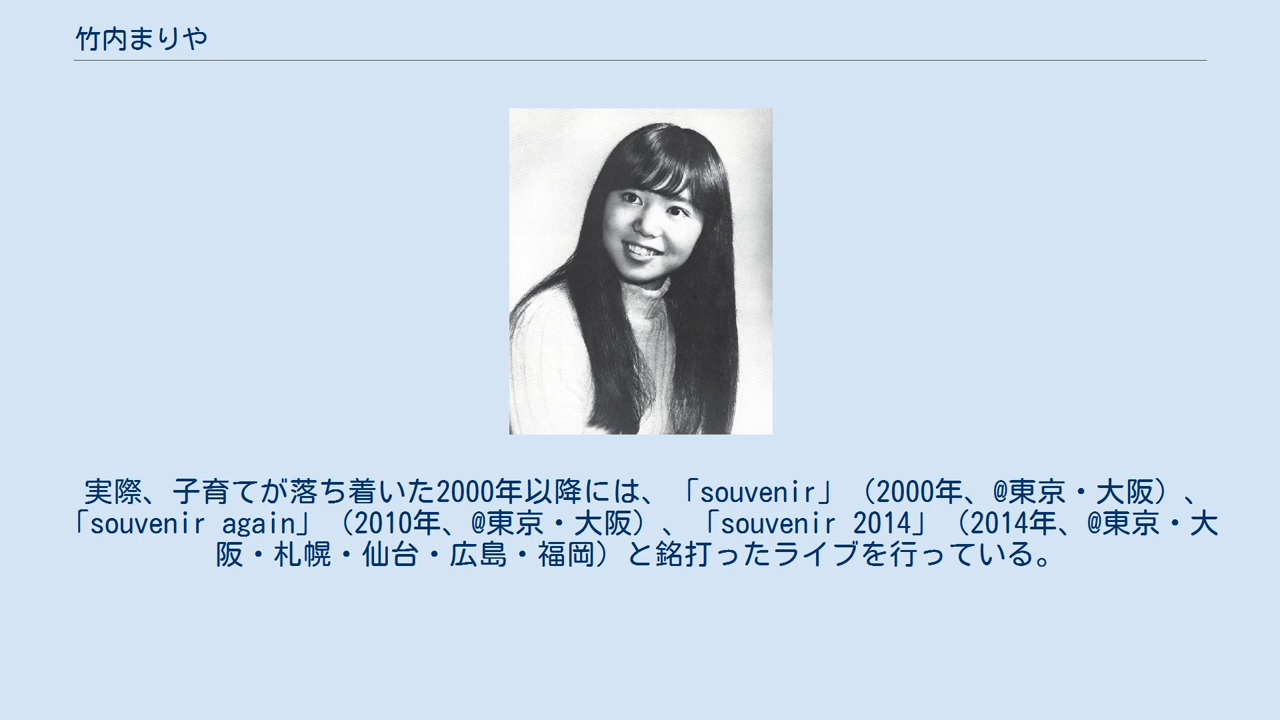 竹内まりや
実際、子育てが落ち着いた2000年以降には、「souvenir」（2000年、@東京・大阪）、
「souvenir again」（2010年、@東京・大阪）、「souvenir 2014」（2014年、@東京・大
阪・札幌・仙台・広島・福岡）と銘打ったライブを行っている。